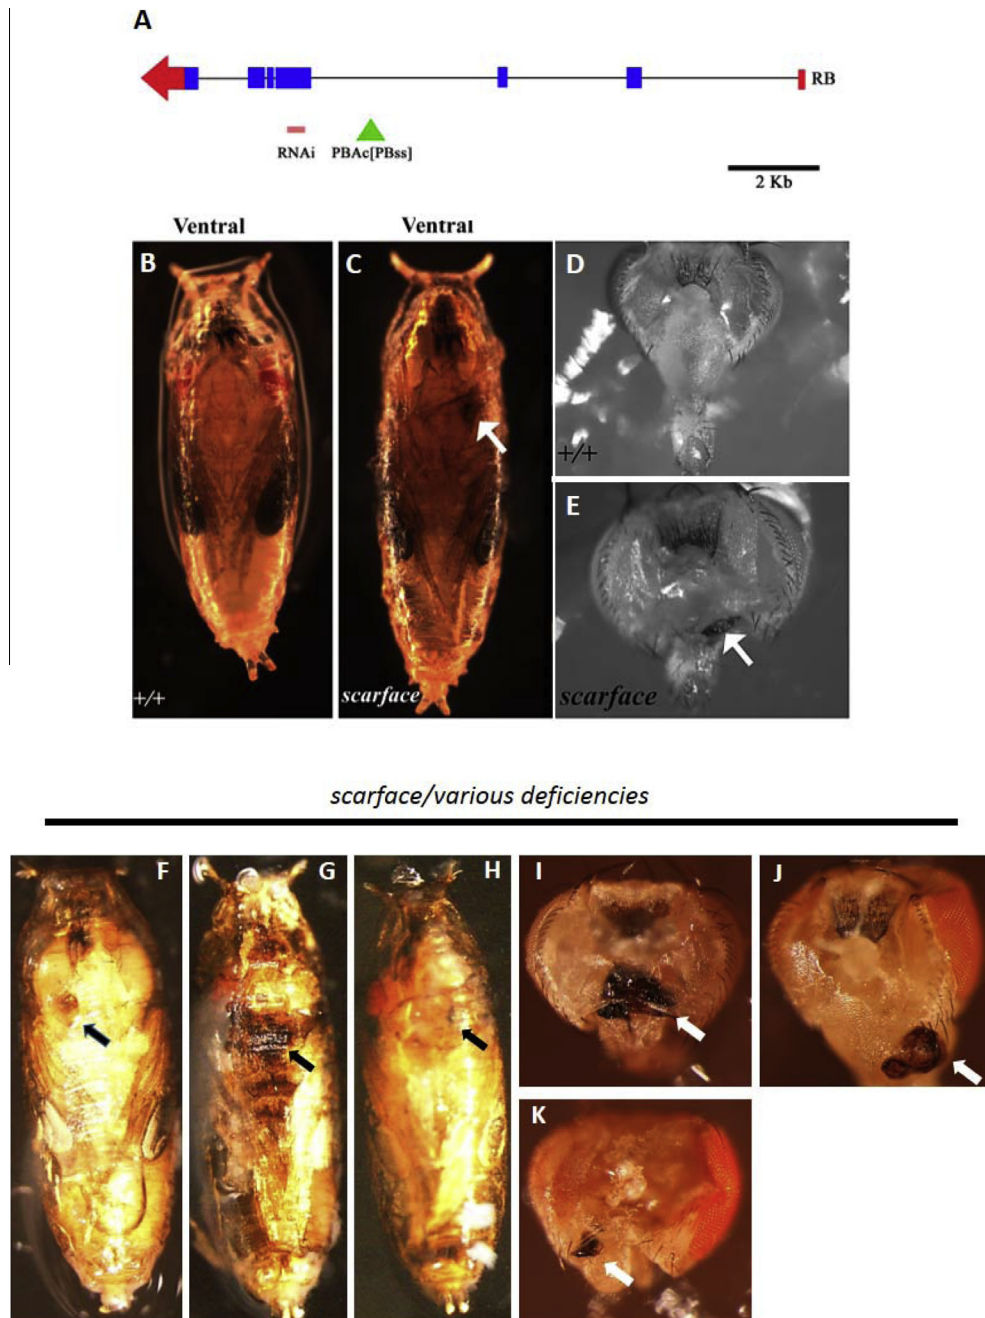 A
RB
RNAi PBAc[PBss]
2 Kb
Ventral Ventral
B C D
+/+
E
+/+ scarface scarface
scarface/various deficiencies
F G H I J
K